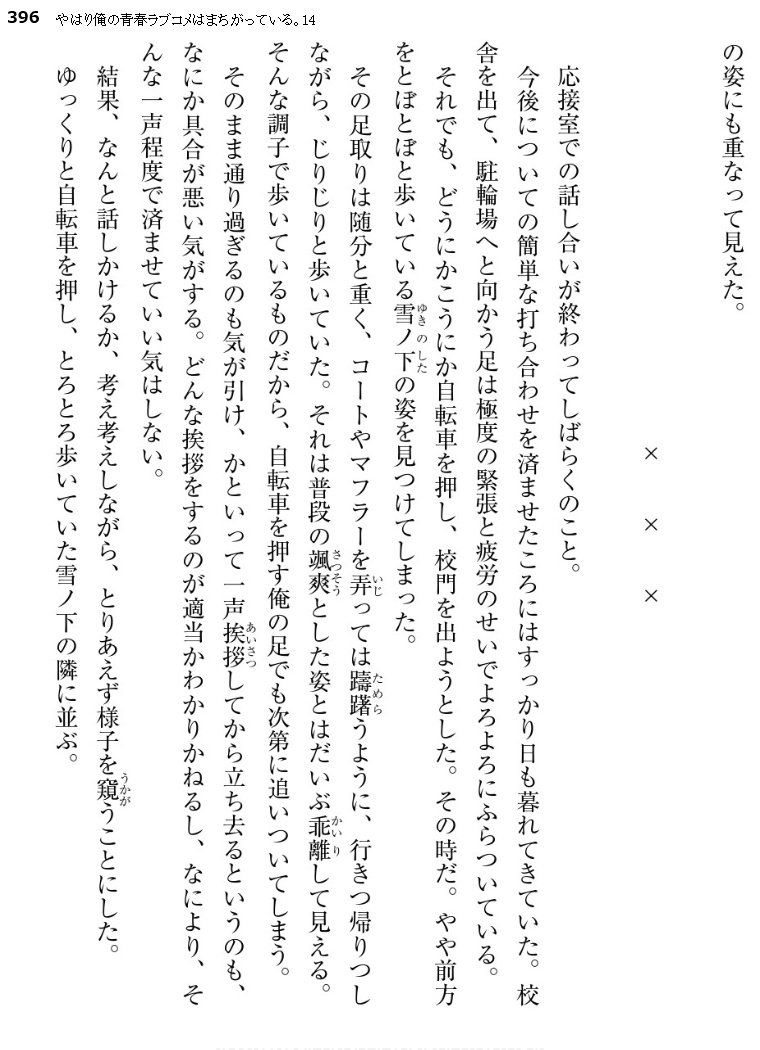 396 やはり俺の青春ラブコメはまちがっている。14
の姿にも重なって見えた。
× × ×
応接室での話し合いが終わってしばらくのこと。
今後についての簡単な打ち合わせを済ませたころにはすっかり日も暮れてきていた。校
舎を出て、駐輪場へと向かう足は極度の緊張と疲労のせいでよろよろにふらついている。
それでも、どうにかこうにか自転車を押し、校門を出ようとした。その時だ。やや前方
をとぼとぼと歩いている雪ノ下の姿を見つけてしまった。
その足取りは随分と重く、コートやマフラーを弄っては躊躇うように、行きつ帰りつし
ながら、じりじりと歩いていた。それは普段の颯爽とした姿とはだいぶ乖離して見える。
そんな調子で歩いているものだから、自転車を押す俺の足でも次第に追いついてしまう。
そのまま通り過ぎるのも気が引け、かといって一声挨拶してから立ち去るというのも、
なにか具合が悪い気がする。どんな挨拶をするのが適当かわかりかねるし、なにより、そ
んな一声程度で済ませていい気はしない。
結果、なんと話しかけるか、考え考えしながら、とりあえず様子を窺うことにした。
ゆっくりと自転車を押し、とろとろ歩いていた雪ノ下の隣に並ぶ。